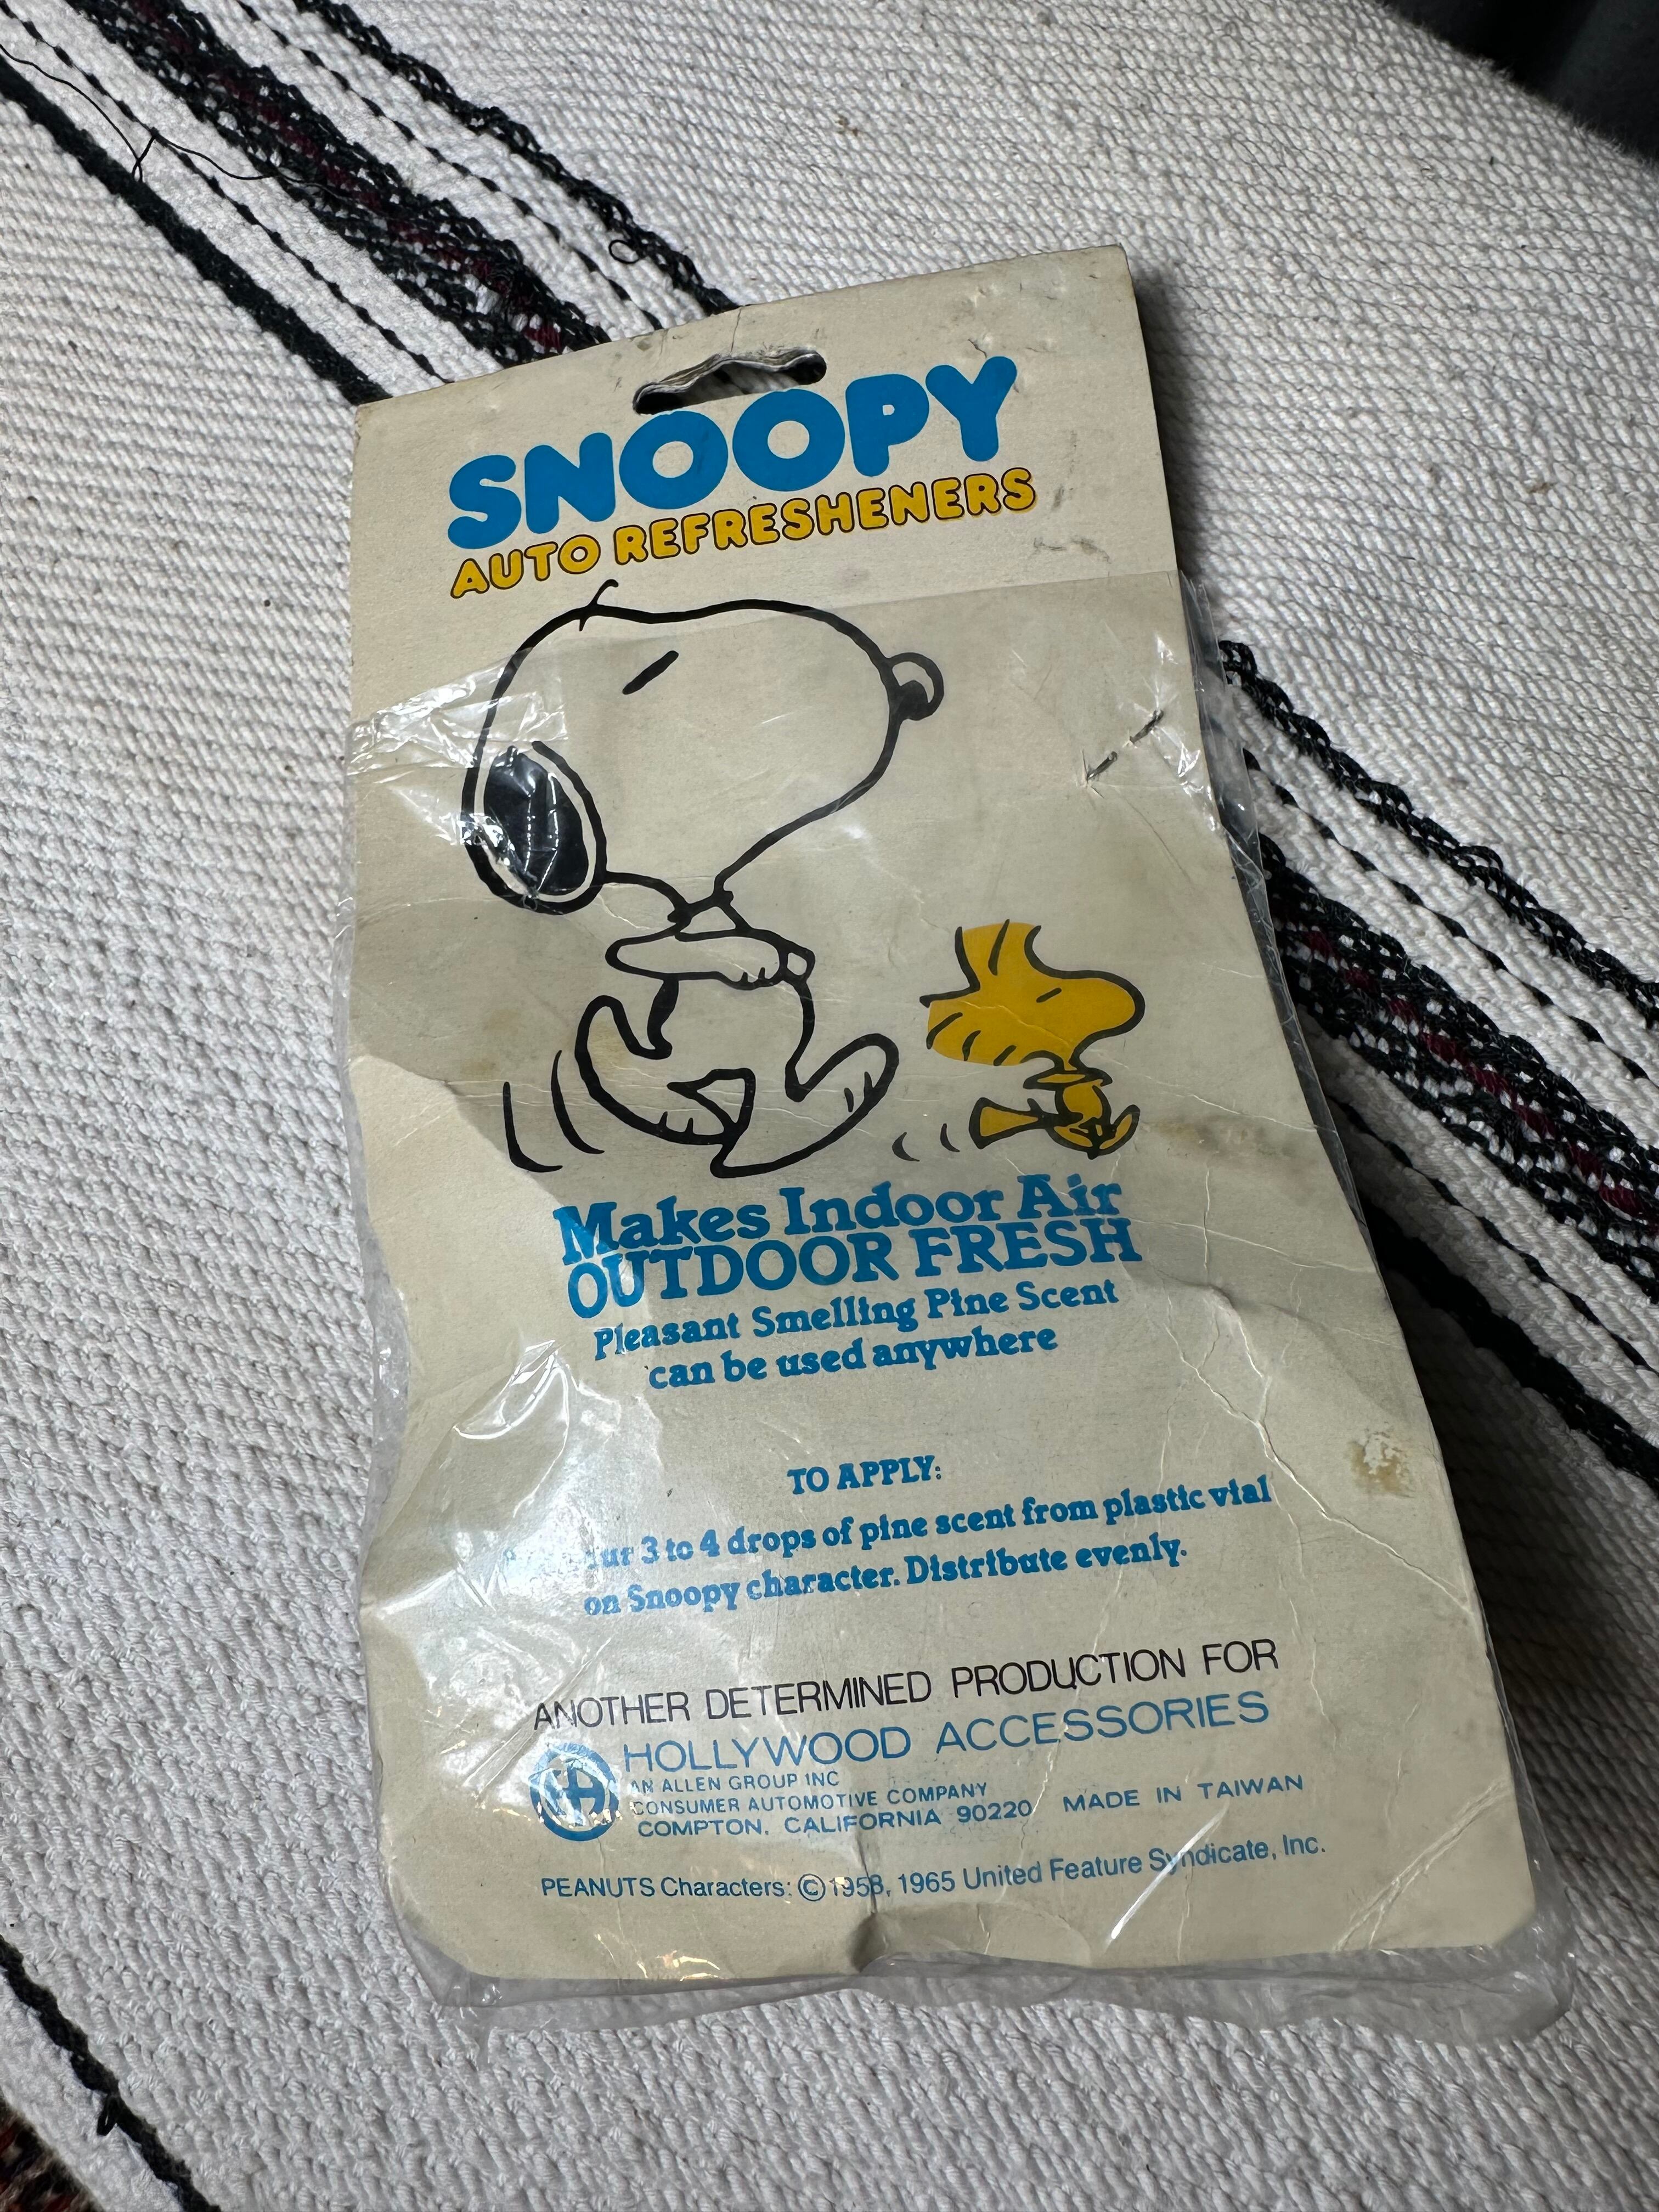 SNOOPY
AUTO REFRESHENERS
Makes Indoor Air
OUTDOOR FRESH
Pleasant Smelling Pine Scent
can be used anywhere
TO APPLY:
3 to 4 drops of pine scent from plastic vial
on Snoopy character. Distribute evenly.
ANOTHER DETERMINED PRODUCTION FOR
HA
HOLLYWOOD ACCESSORIES
AN ALLEN GROUP INC
CONSUMER AUTOMOTIVE COMPANY
COMPTON, CALIFORNIA 90220 MADE IN TAIWAN
PEANUTS Characters: © 1958, 1965 United Feature Syndicate, Inc.